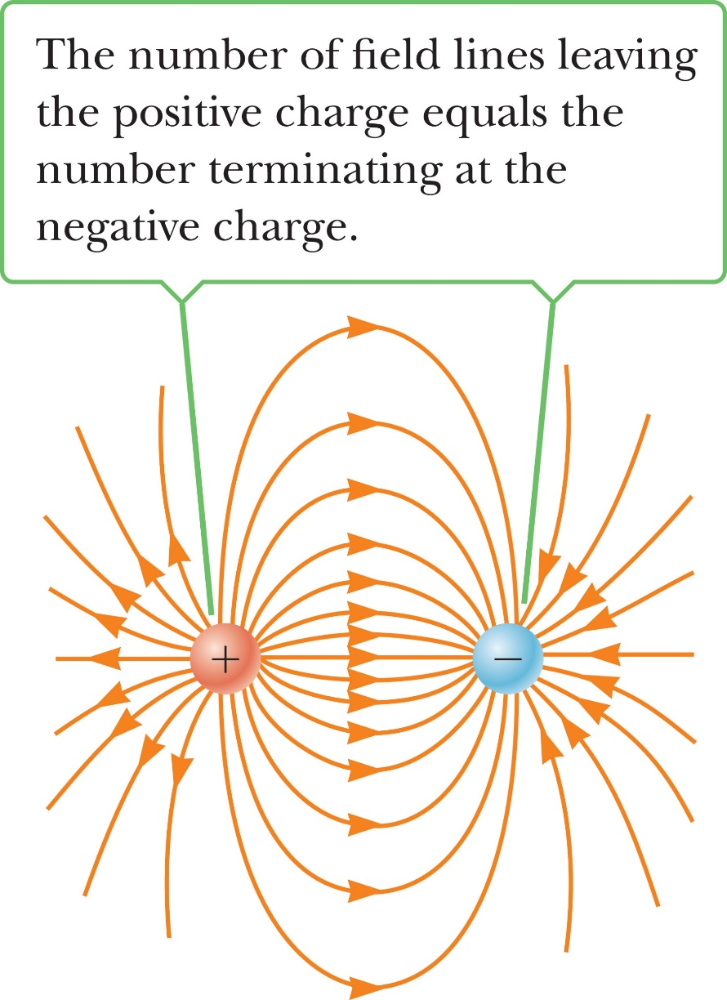 The number of field lines leaving
the positive charge equals the
number terminating at the
negative charge.
+ −